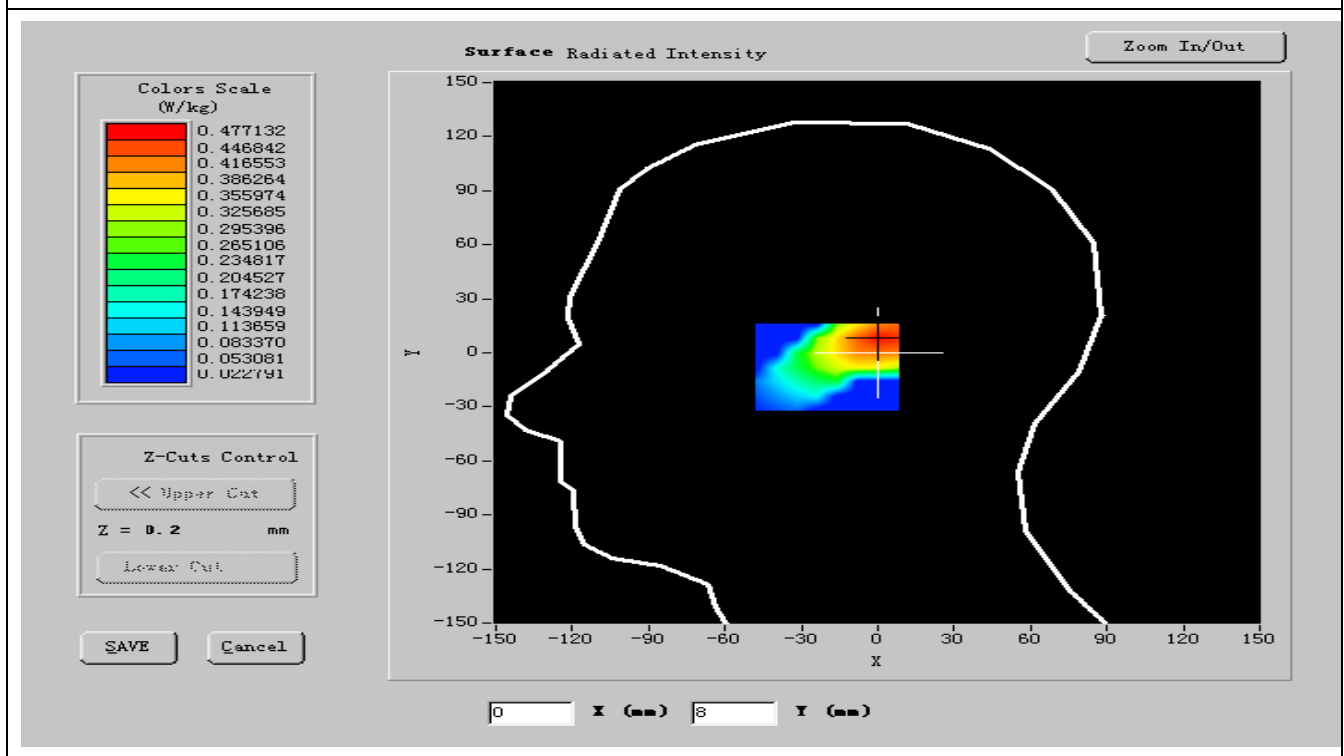 Surface Radiated Intensity
Zoom In/Out
Colors Scale
(W/kg)
0.477132
0.446842
0.416553
0.386264
0.355974
0.325685
0.295396
0.265106
0.234817
0.204527
0.174238
0.143949
0.113659
0.083370
0.053081
0.022791
Z-Cuts Control
<< Upper Cut
Z = 0.2 mm
Lower Cut
SAVE Cancel
150
120
90
60
30
0
-30
-60
-90
-120
-150
Y
-150 -120 -90 -60 -30 0 30 60 90 120 150
X
0 X (mm) 8 Y (mm)